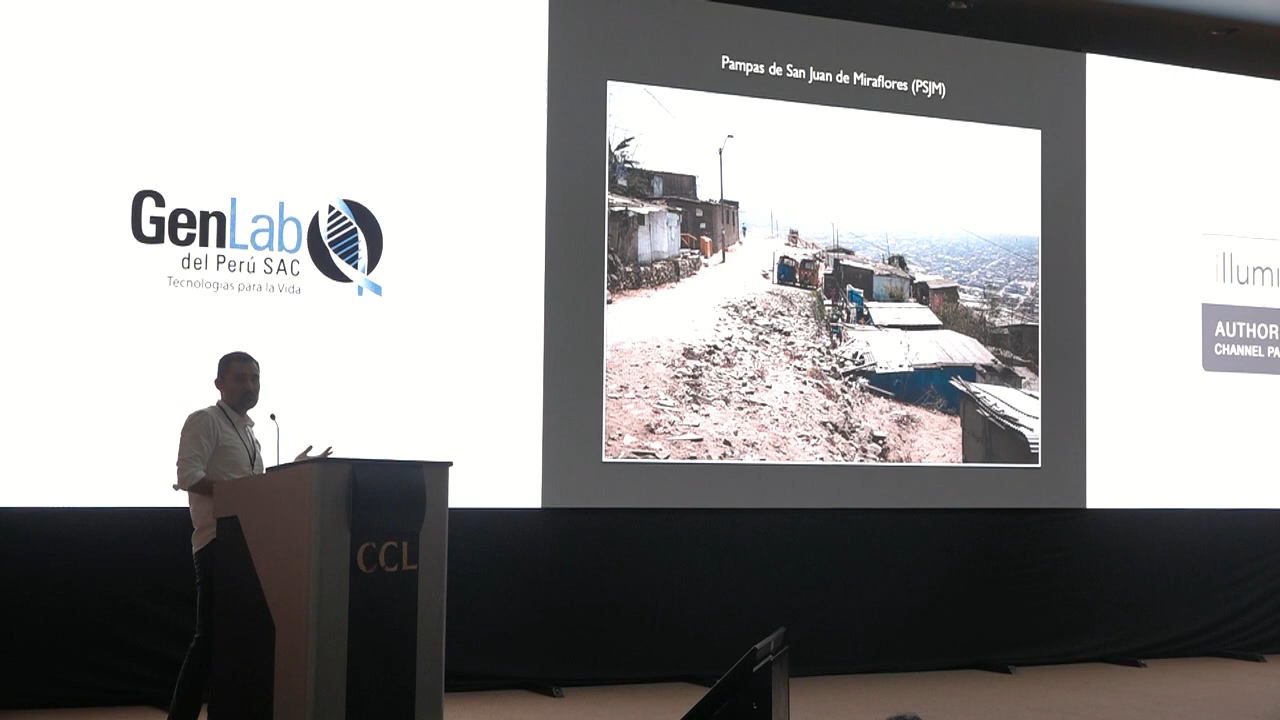 Pampas de San Juan de Miraflores (PSJM)
GenLab
del Perú SAC
Tecnologías para la Vida
illumi
AUTHOR
CHANNEL PA
CCL